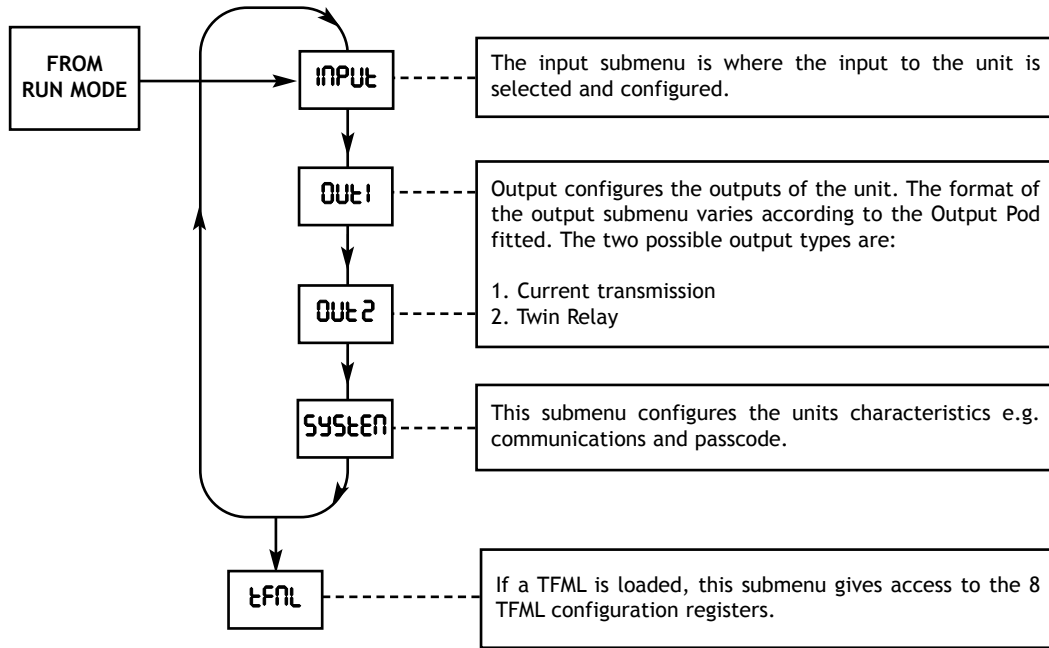 FROM
RUN MODE
INPUt
The input submenu is where the input to the unit is
selected and configured.
OUt1
Output configures the outputs of the unit. The format of
the output submenu varies according to the Output Pod
fitted. The two possible output types are:
1. Current transmission
2. Twin Relay
OUt2
SYStEM
This submenu configures the units characteristics e.g.
communications and passcode.
tFML
If a TFML is loaded, this submenu gives access to the 8
TFML configuration registers.